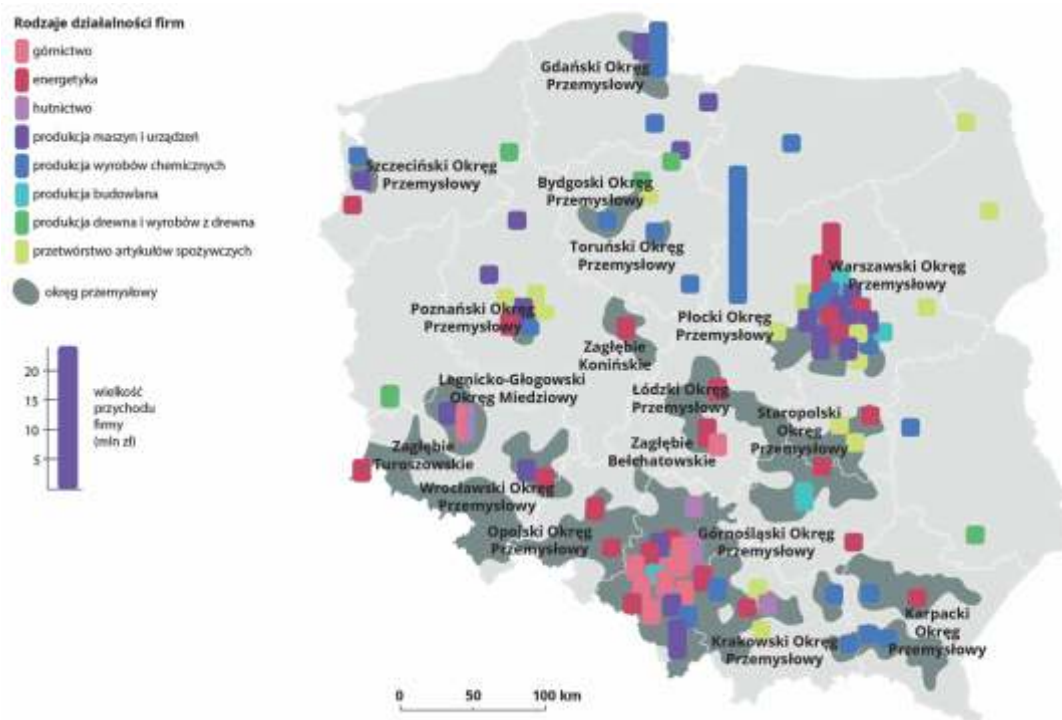 Rodzaje działalności firm
górnictwo
energetyka
hutnictwo
produkcja maszyn i urządzeń
produkcja wyrobów chemicznych
produkcja budowlana
produkcja drewna i wyrobów z drewna
przetwórstwo artykułów spożywczych
okręg przemysłowy
20
15
10
5
wielkość
przychodu
firmy
(mln zł)
Gdański Okręg
Przemysłowy
Szczeciński Okręg
Przemysłowy
Bydgoski Okręg
Przemysłowy
Toruński Okręg
Przemysłowy
Warszawski Okręg
Przemysłowy
Poznański Okręg
Przemysłowy
Płocki Okręg
Przemysłowy
Zagłębie
Konińskie
Legnicko-Głogowski
Okręg Miedziowy
Łódzki Okręg
Przemysłowy
Staropolski
Okręg
Przemysłowy
Zagłębie
Turoszowskie
Zagłębie
Bełchatowskie
Wrocławski Okręg
Przemysłowy
Opolski Okręg
Przemysłowy
Górnośląski Okręg
Przemysłowy
Karpacki
Okręg
Przemysłowy
Krakowski Okręg
Przemysłowy
0 50 100 km